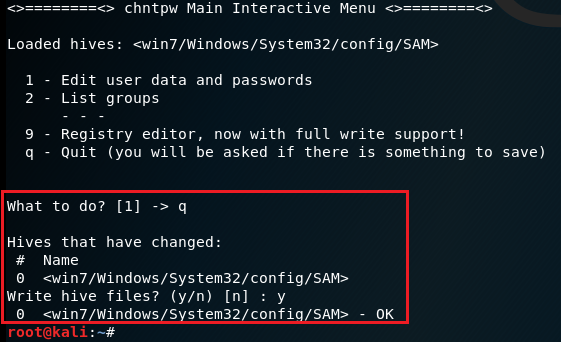 <>========<> chntpw Main Interactive Menu <>========<>
Loaded hives: <win7/Windows/System32/config/SAM>
1 - Edit user data and passwords
2 - List groups
- - -
9 - Registry editor, now with full write support!
q - Quit (you will be asked if there is something to save)
What to do? [1] -> q
Hives that have changed:
# Name
0 <win7/Windows/System32/config/SAM>
Write hive files? (y/n) [n] : y
0 <win7/Windows/System32/config/SAM> - OK
root@kali:~#